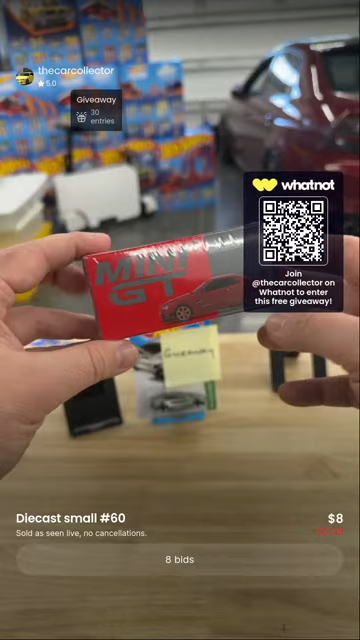 thecarcollector
5.0
Giveaway
30
entries
whatnot
Join
@thecarcollector on
Whatnot to enter
this free giveaway!
MINI
GT
Giveaway
Diecast small #60
$8
Sold as seen live, no cancellations.
8 bids